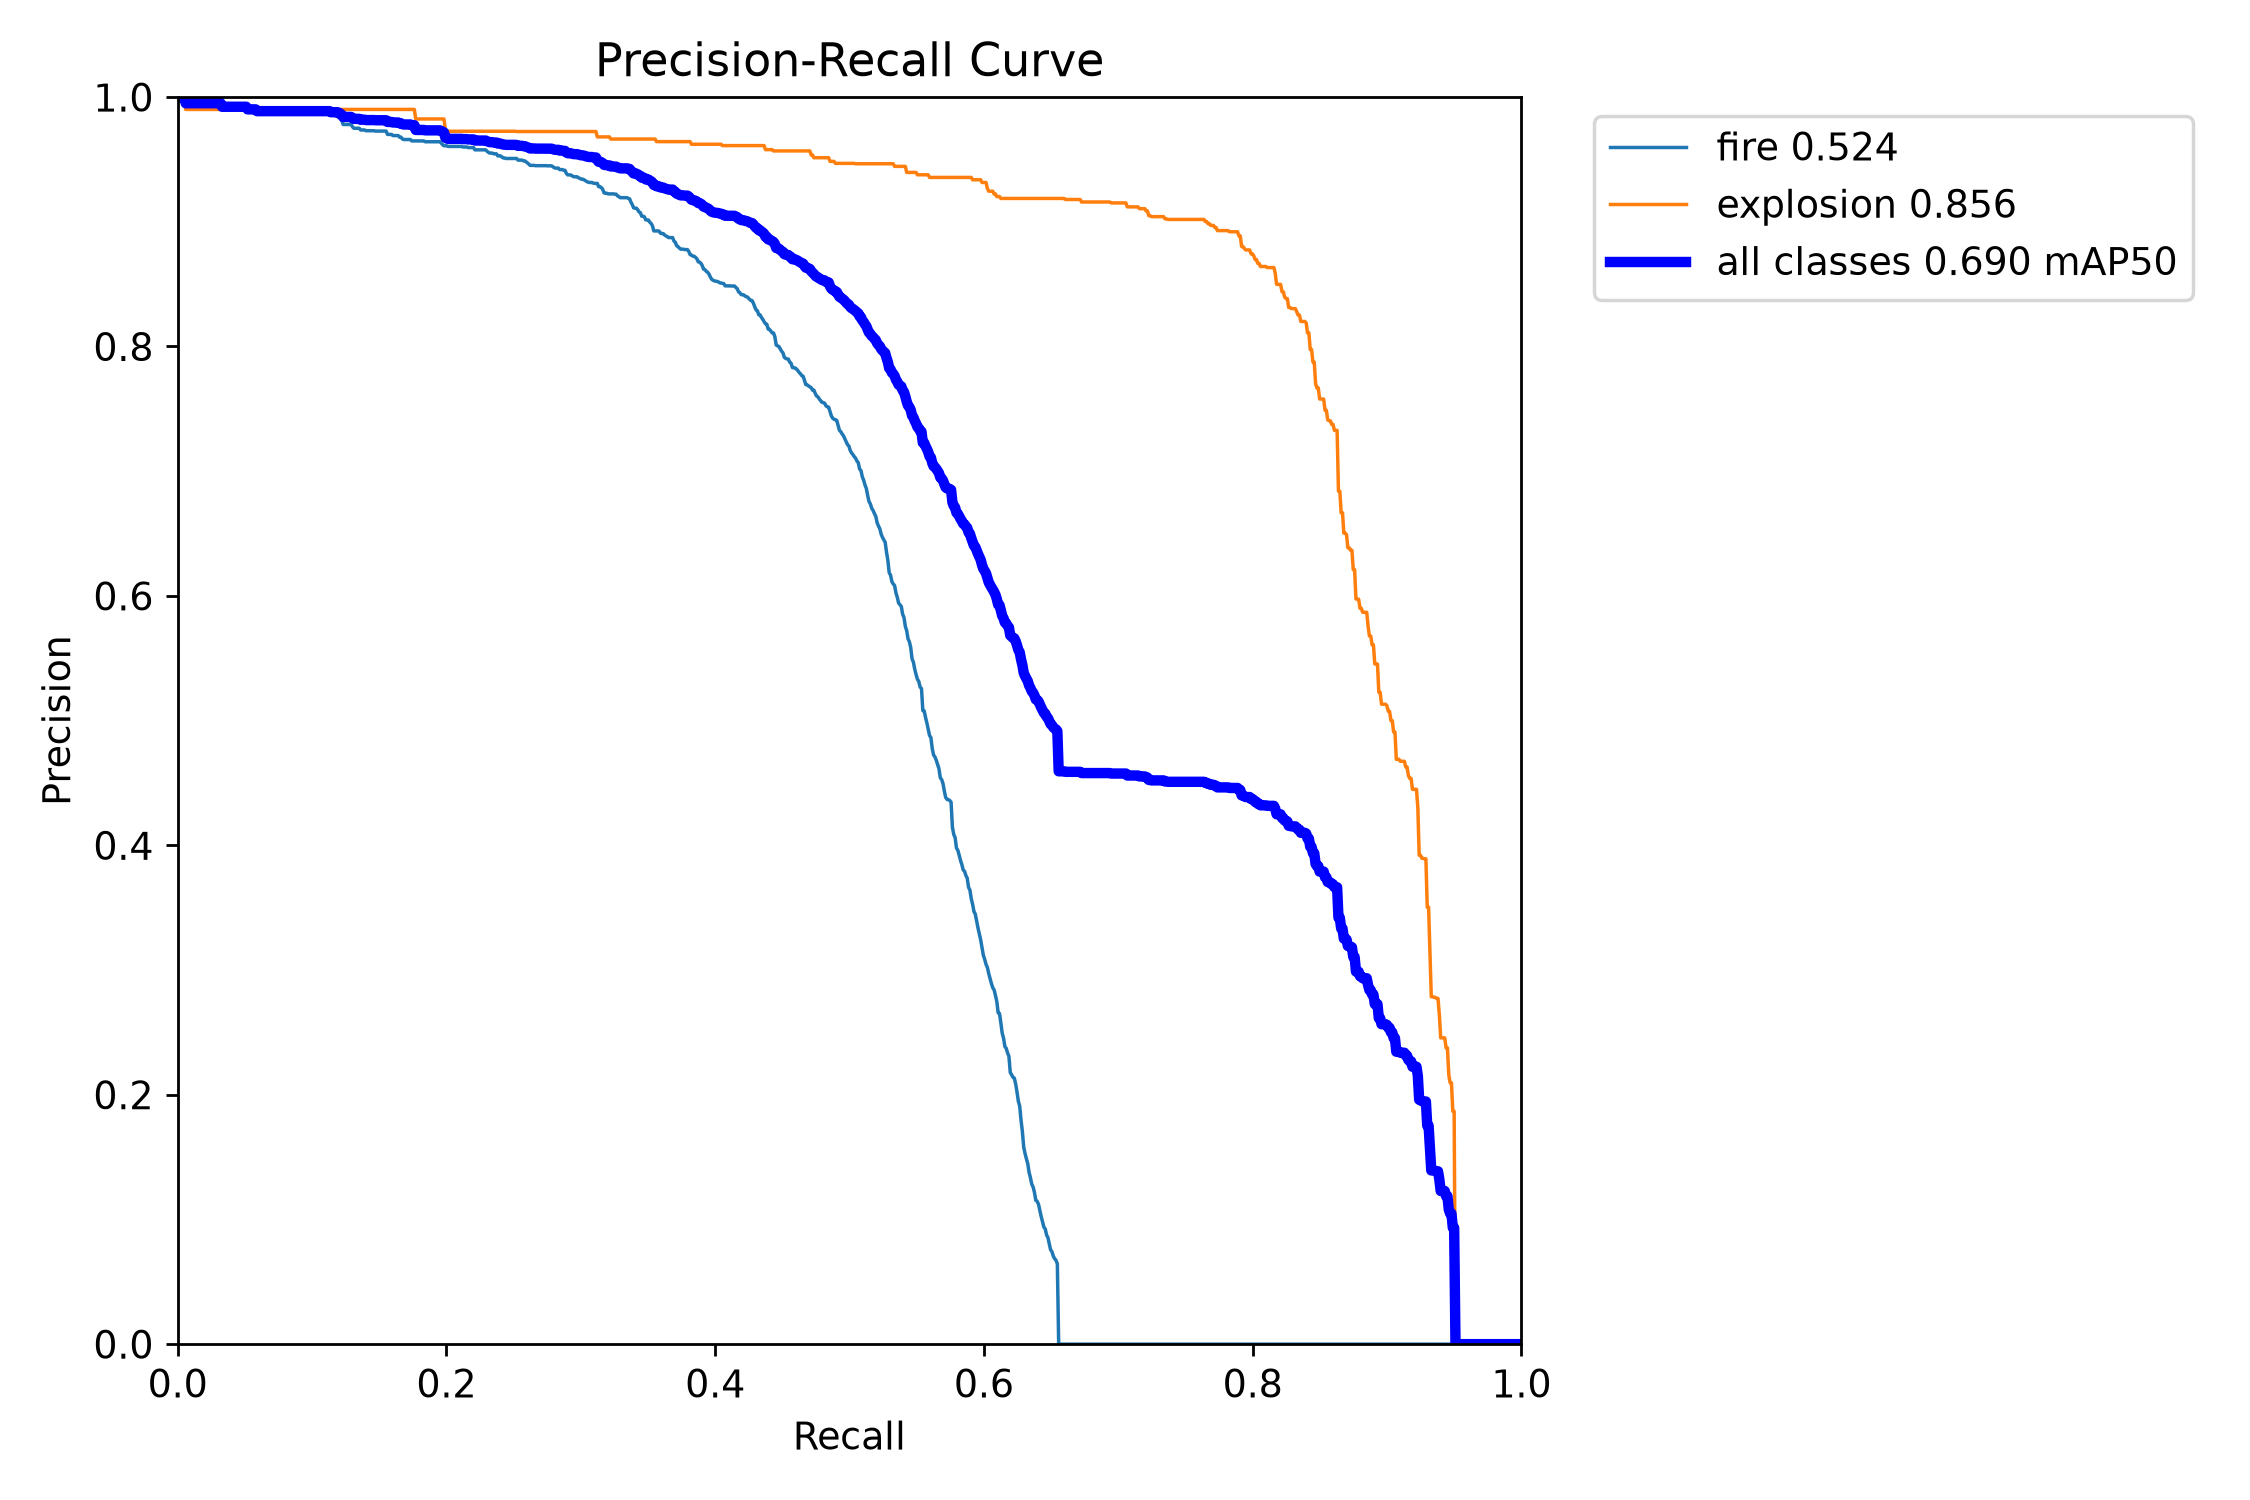 Precision-Recall Curve
1.0
0.8
0.6
0.4
0.2
0.0
Precision
0.0 0.2 0.4 0.6 0.8 1.0
Recall
fire 0.524
explosion 0.856
all classes 0.690 mAP50